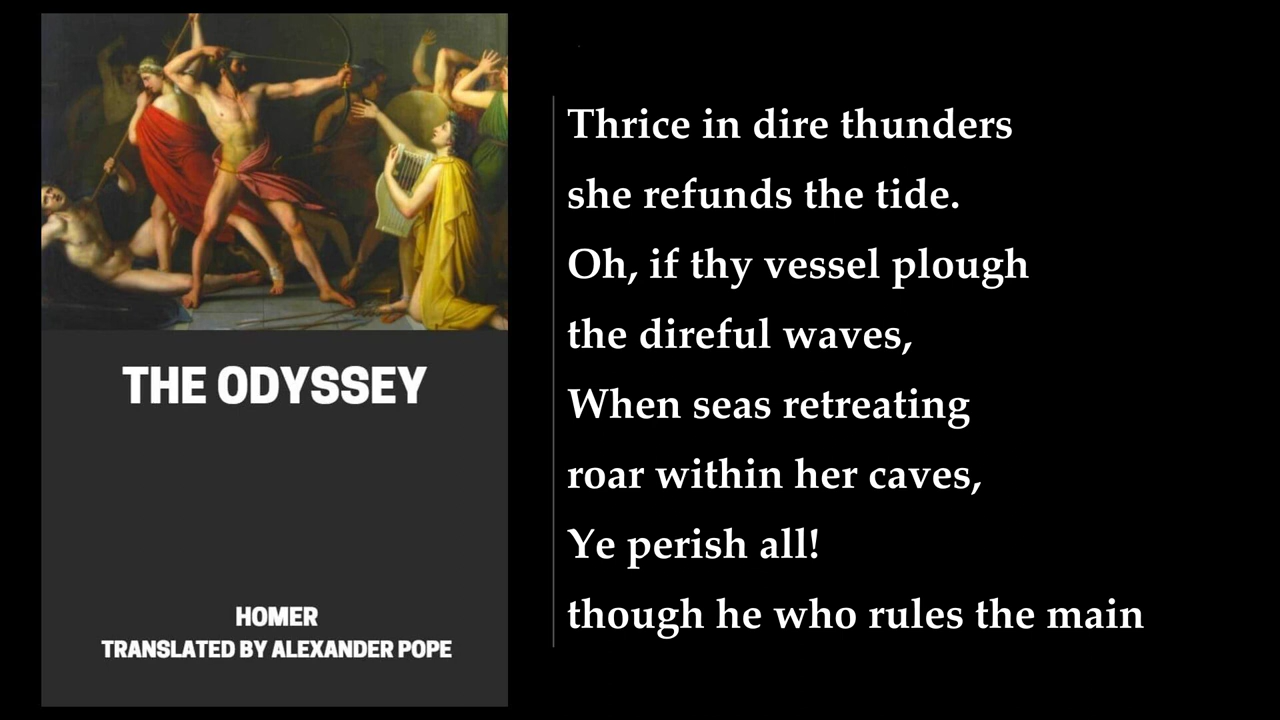 THE ODYSSEY
HOMER
TRANSLATED BY ALEXANDER POPE
Thrice in dire thunders
she refunds the tide.
Oh, if thy vessel plough
the direful waves,
When seas retreating
roar within her caves,
Ye perish all!
though he who rules the main